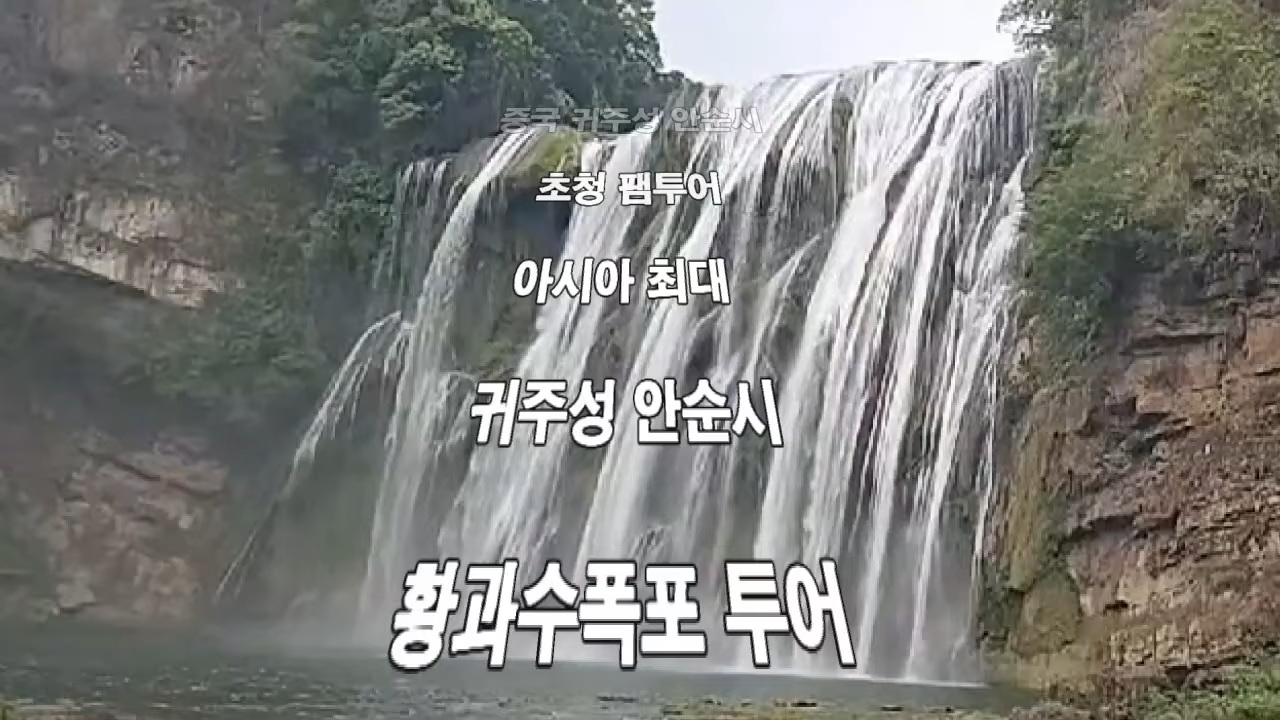 중국 귀주성 안순시
초청 팸투어
아시아 최대
귀주성 안순시
황과수폭포 투어